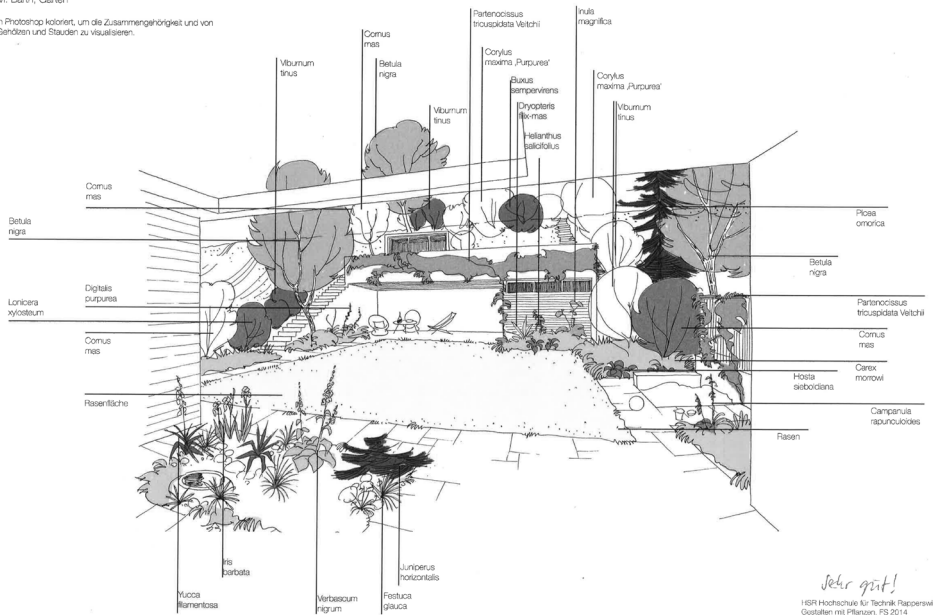 Photoshop koloriert, um die Zusammengehörigkeit und von
Gehölzen und Stauden zu visualisieren.
Partenocissus
tricuspidata Veitchii
Inula
magnifica
Cornus
mas
Corylus
maxima ‚Purpurea'
Viburnum
tinus
Betula
nigra
Buxus
sempervirens
Corylus
maxima ‚Purpurea'
Viburnum
tinus
Dryopteris
filix-mas
Viburnum
tinus
Helianthus
salicifolius
Cornus
mas
Betula
nigra
Picea
omorica
Betula
nigra
Digitalis
purpurea
Lonicera
xylosteum
Partenocissus
tricuspidata Veitchii
Cornus
mas
Cornus
mas
Carex
morrowi
Hosta
sieboldiana
Rasenfläche
Campanula
rapunculoides
Rasen
Iris
barbata
Juniperus
horizontalis
Yucca
filamentosa
Verbascum
nigrum
Festuca
glauca
sehr gut!
HSR Hochschule für Technik Rapperswi
Gestalten mit Pflanzen, FS 2014